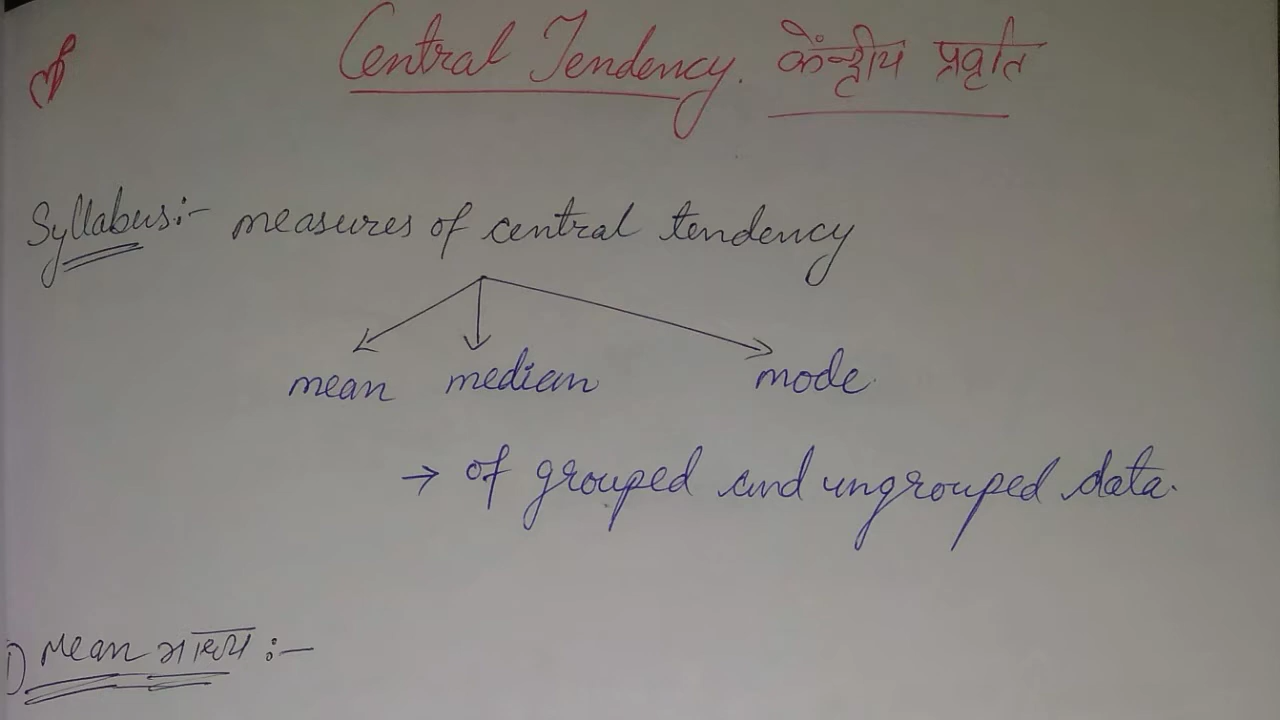 Central Tendency. केन्द्रीय प्रवृति
Syllabus:- measures of central tendency
mean median mode.
→ of grouped and ungrouped data.
1) Mean माध्य :-